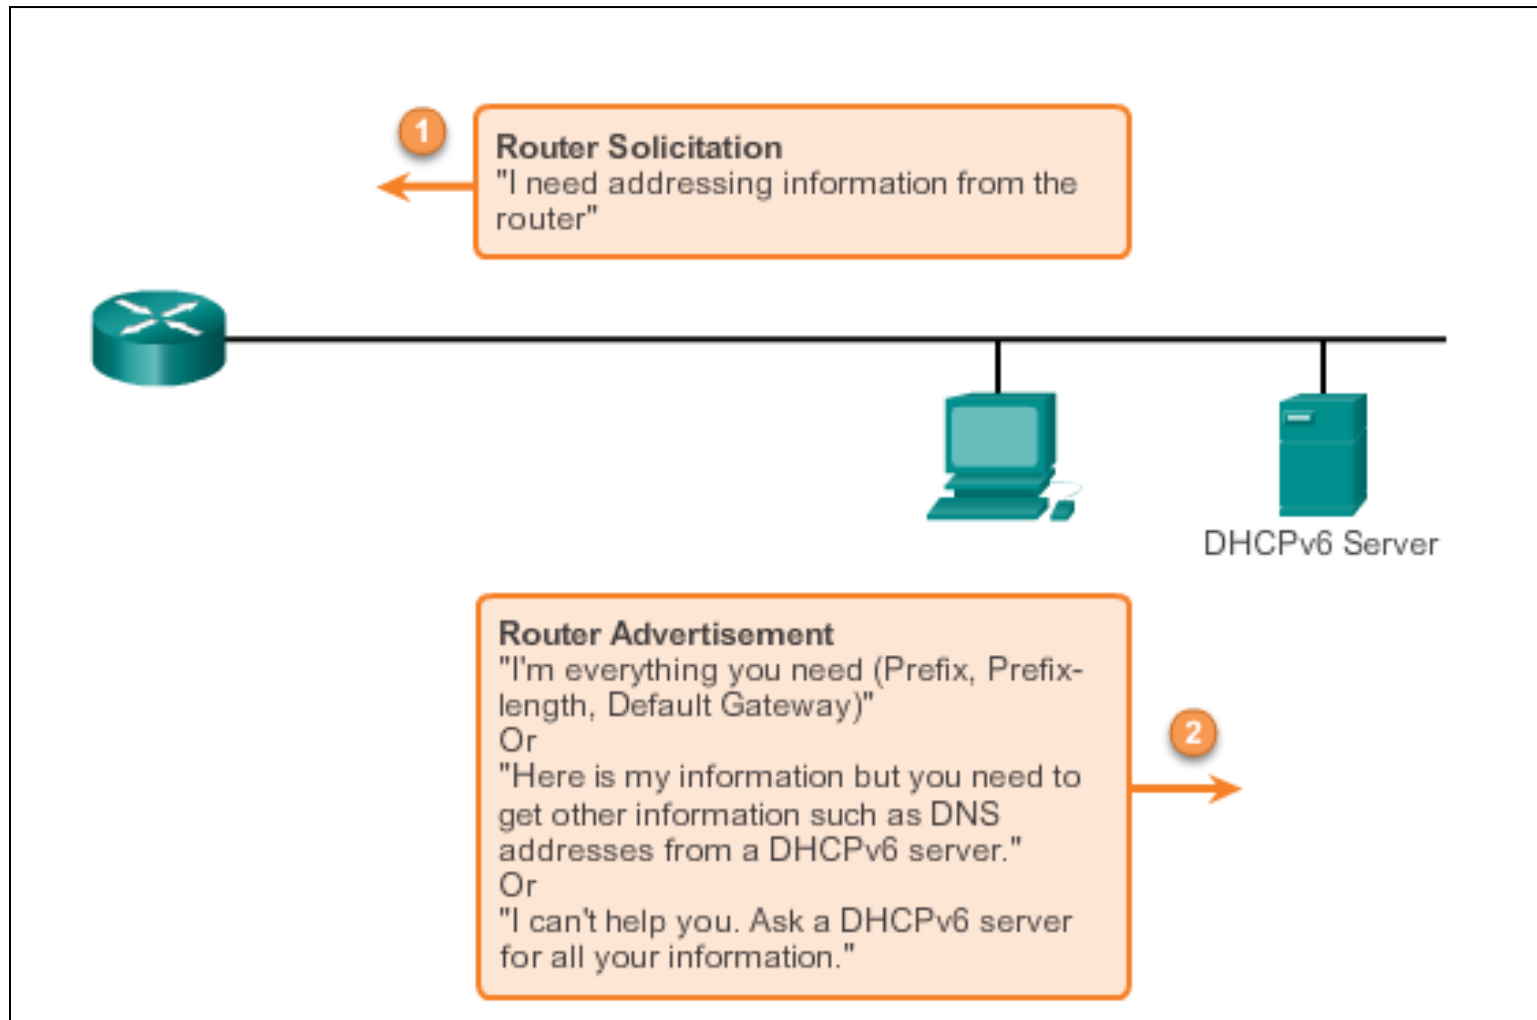 1
Router Solicitation
"I need addressing information from the
router"
DHCPv6 Server
Router Advertisement
"I'm everything you need (Prefix, Prefix-
length, Default Gateway)"
Or
"Here is my information but you need to
get other information such as DNS
addresses from a DHCPv6 server."
Or
"I can't help you. Ask a DHCPv6 server
for all your information."
2